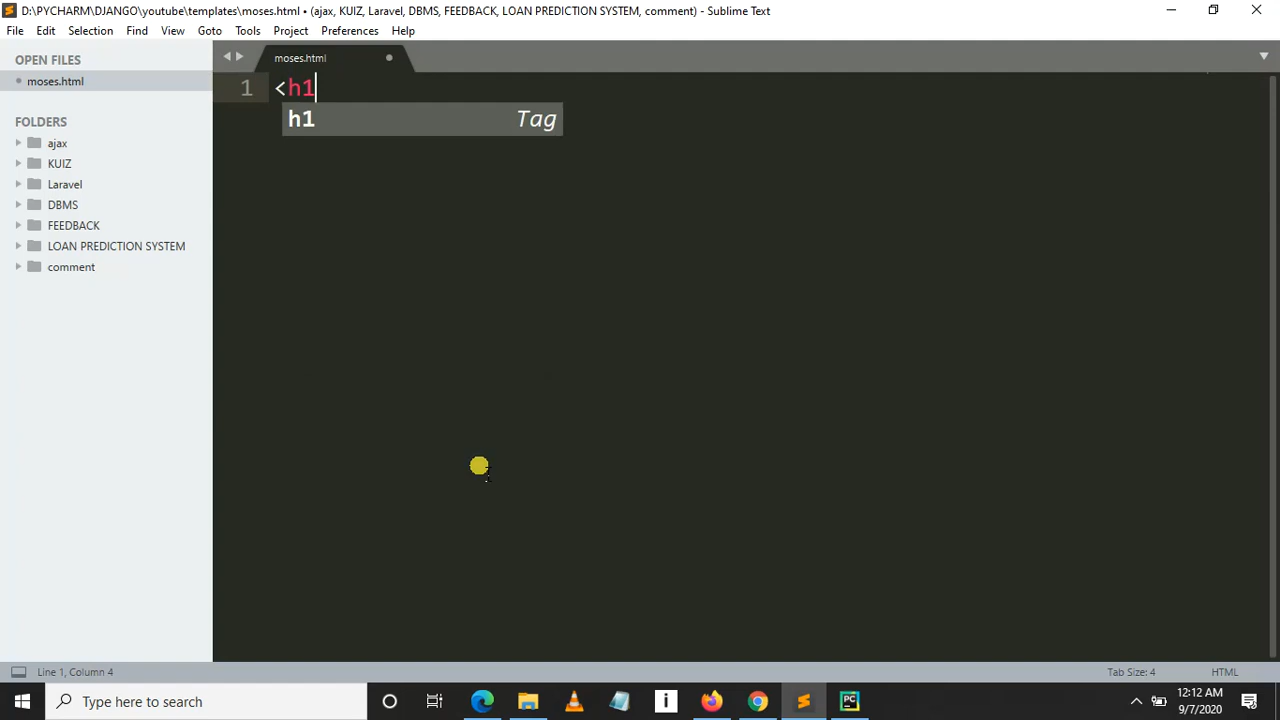 D:\PYCHARM\DJANGO\youtube\templates\moses.html • (ajax, KUIZ, Laravel, DBMS, FEEDBACK, LOAN PREDICTION SYSTEM, comment) - Sublime Text
File Edit Selection Find View Goto Tools Project Preferences Help
OPEN FILES
moses.html
moses.html
1 <h1
h1 Tag
FOLDERS
ajax
KUIZ
Laravel
DBMS
FEEDBACK
LOAN PREDICTION SYSTEM
comment
Line 1, Column 4
Tab Size: 4
HTML
Type here to search
i
PC
12:12 AM
9/7/2020